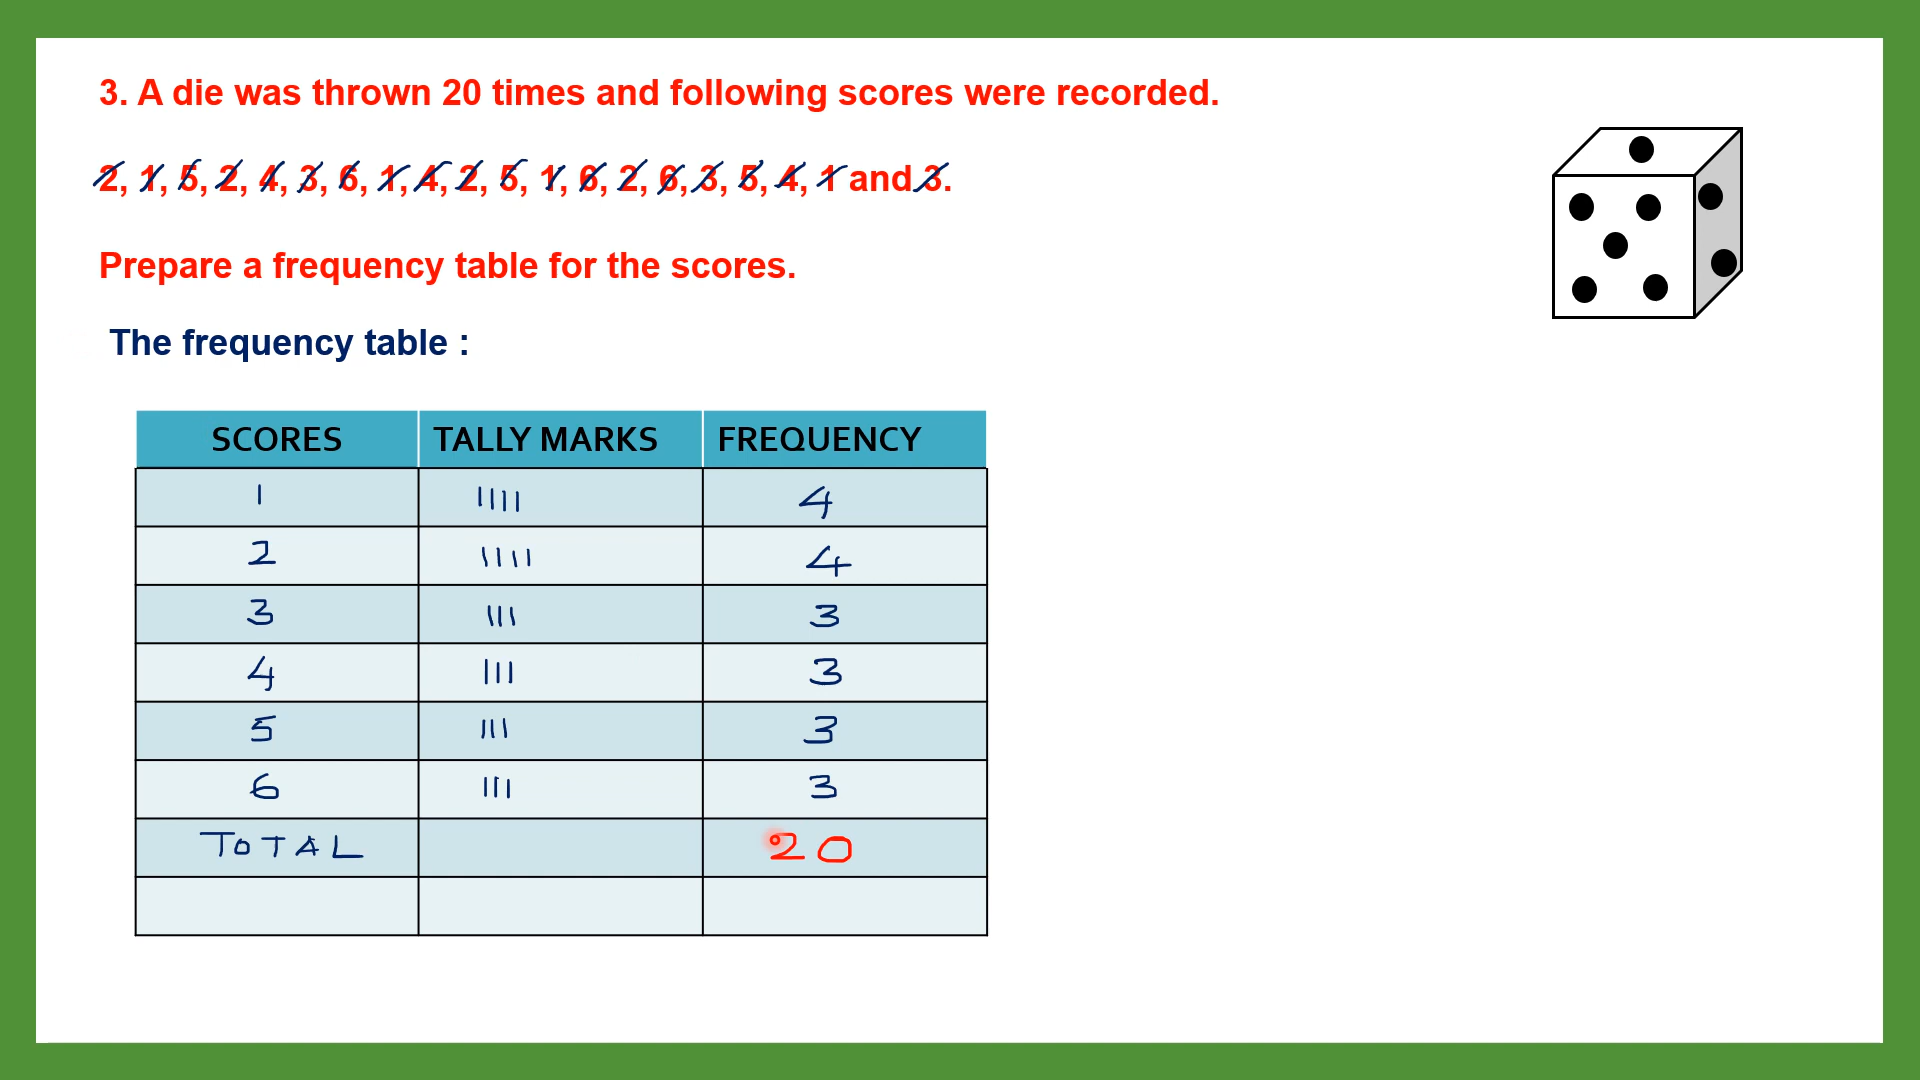 3. A die was thrown 20 times and following scores were recorded.
2, 1, 5, 2, 4, 3, 6, 1, 4, 2, 5, 1, 6, 2, 6, 3, 5, 4, 1 and 3.
Prepare a frequency table for the scores.
The frequency table :
SCORES TALLY MARKS FREQUENCY
1 |||| 4
2 |||| 4
3 ||| 3
4 ||| 3
5 ||| 3
6 ||| 3
TOTAL 20